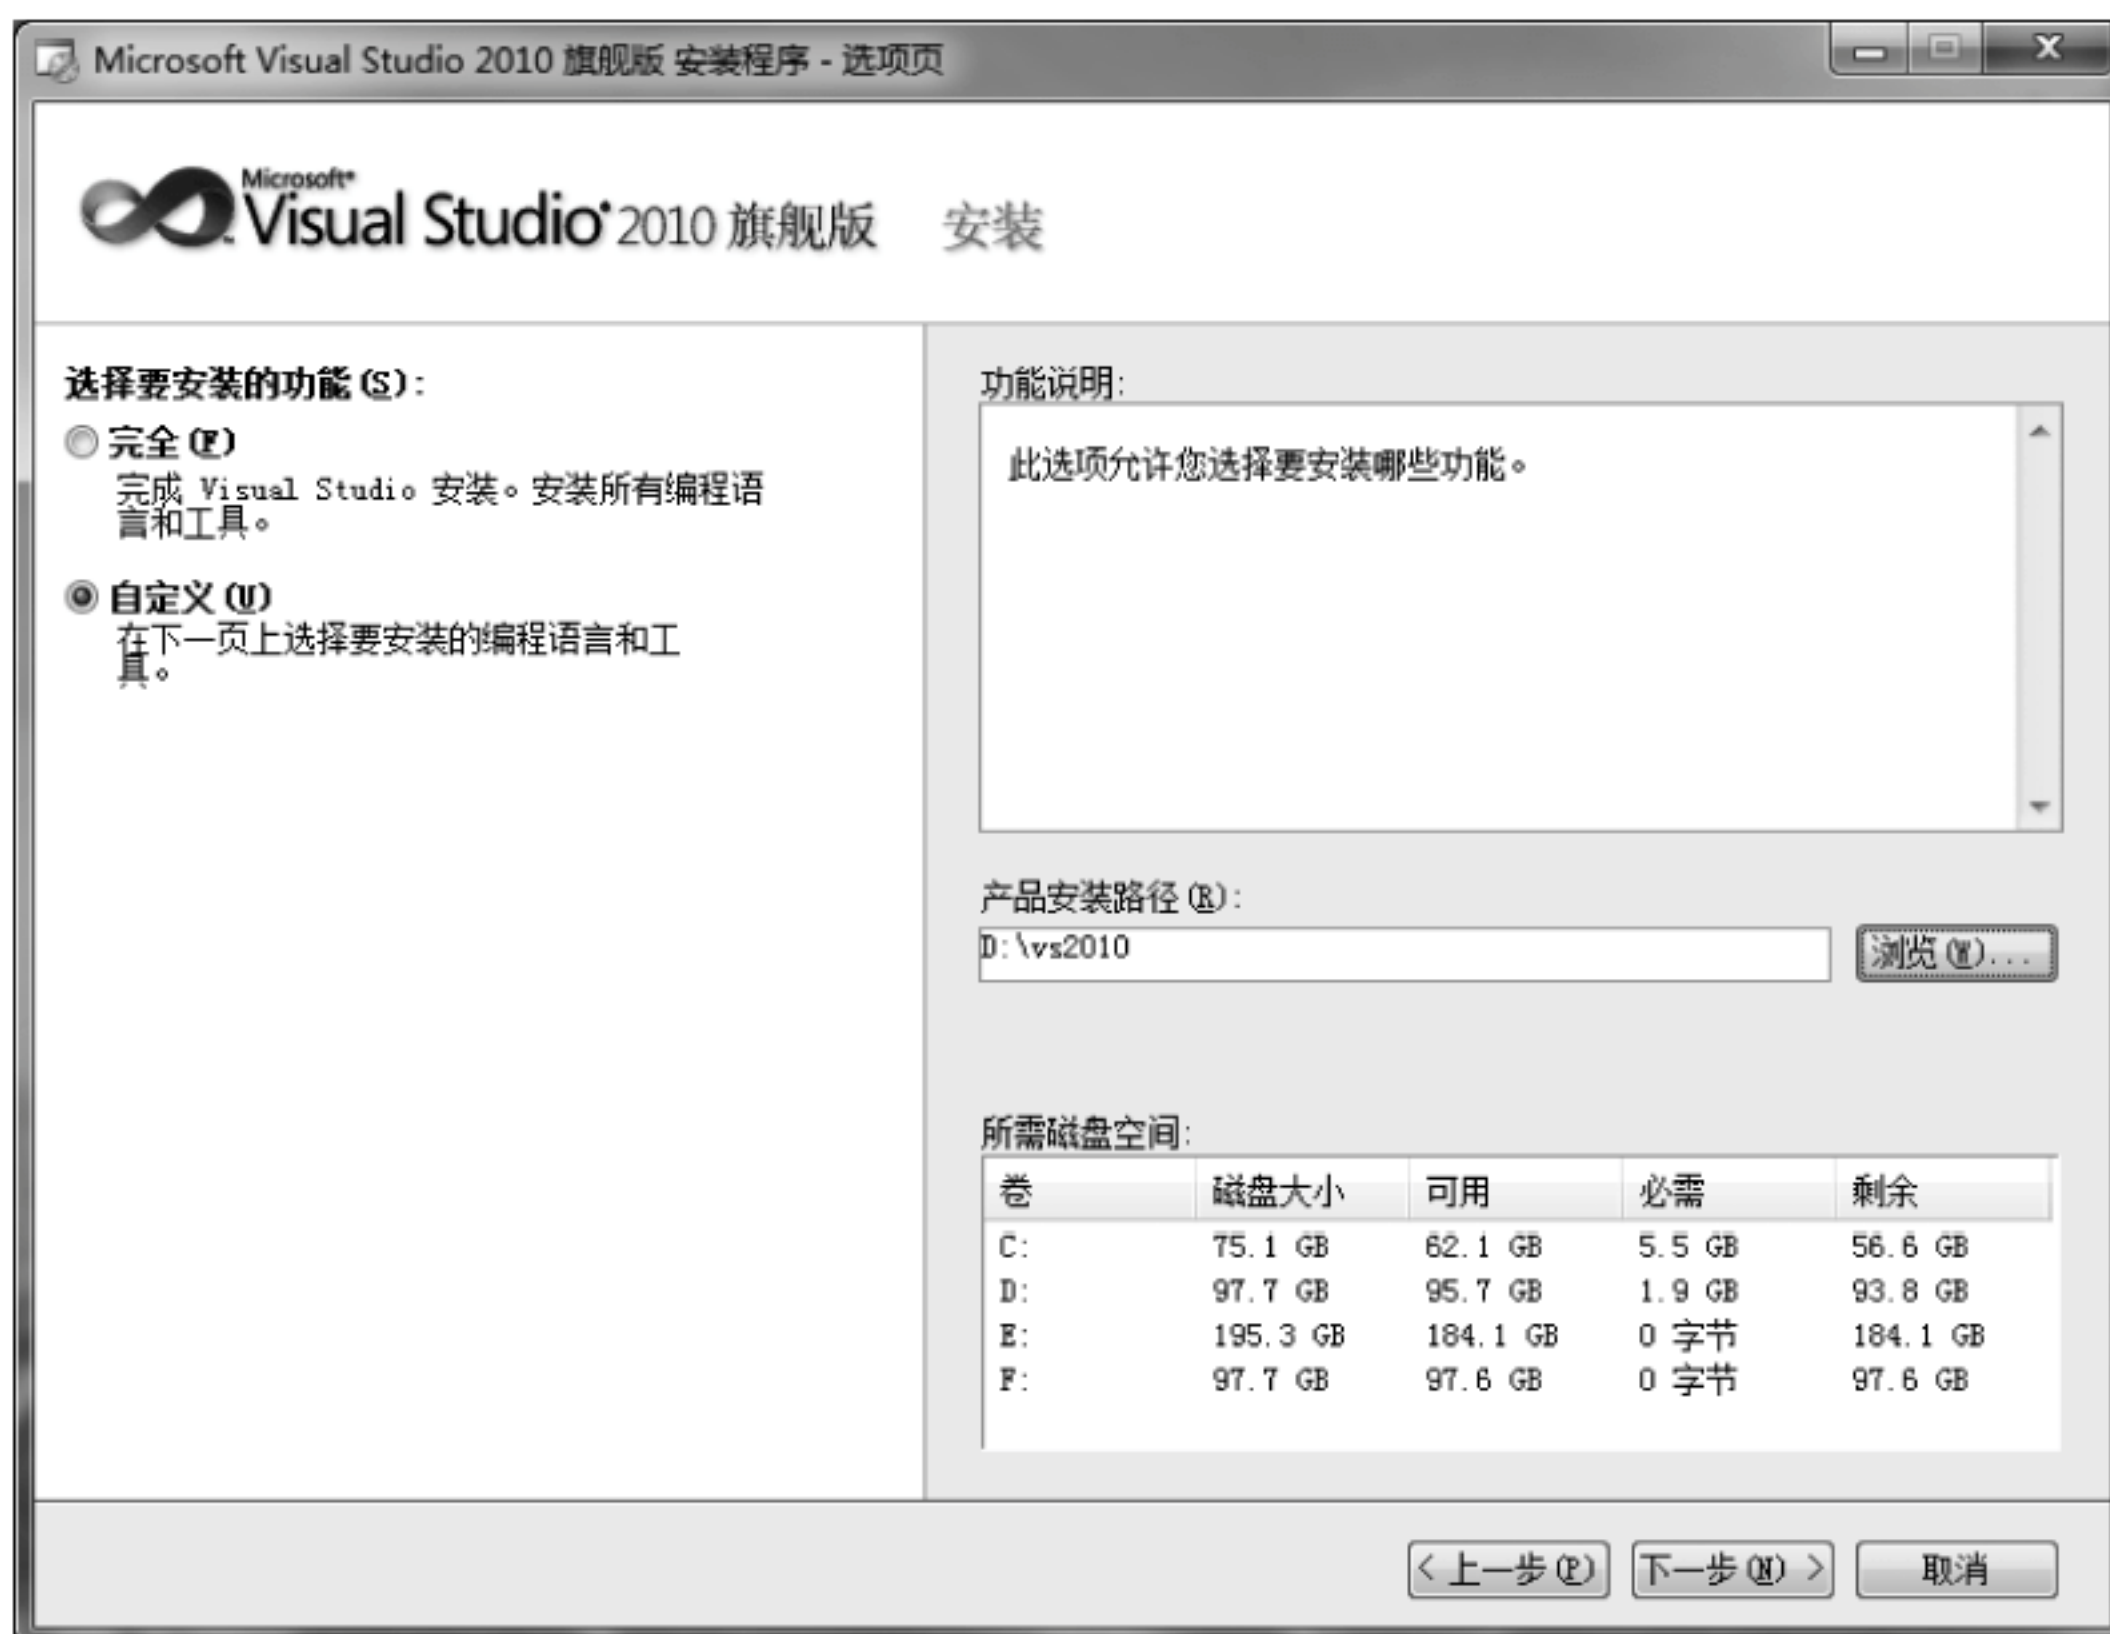 Microsoft Visual Studio 2010 旗舰版 安装程序 - 选项页
Microsoft®
Visual Studio® 2010 旗舰版 安装
选择要安装的功能(S):
完全(F)
完成 Visual Studio 安装。安装所有编程语
言和工具。
自定义(U)
在下一页上选择要安装的编程语言和工
具。
功能说明:
此选项允许您选择要安装哪些功能。
产品安装路径(R):
D:\vs2010
浏览(W)...
所需磁盘空间:
卷 磁盘大小 可用 必需 剩余
C: 75.1 GB 62.1 GB 5.5 GB 56.6 GB
D: 97.7 GB 95.7 GB 1.9 GB 93.8 GB
E: 195.3 GB 184.1 GB 0 字节 184.1 GB
F: 97.7 GB 97.6 GB 0 字节 97.6 GB
< 上一步(P) 下一步(N) > 取消